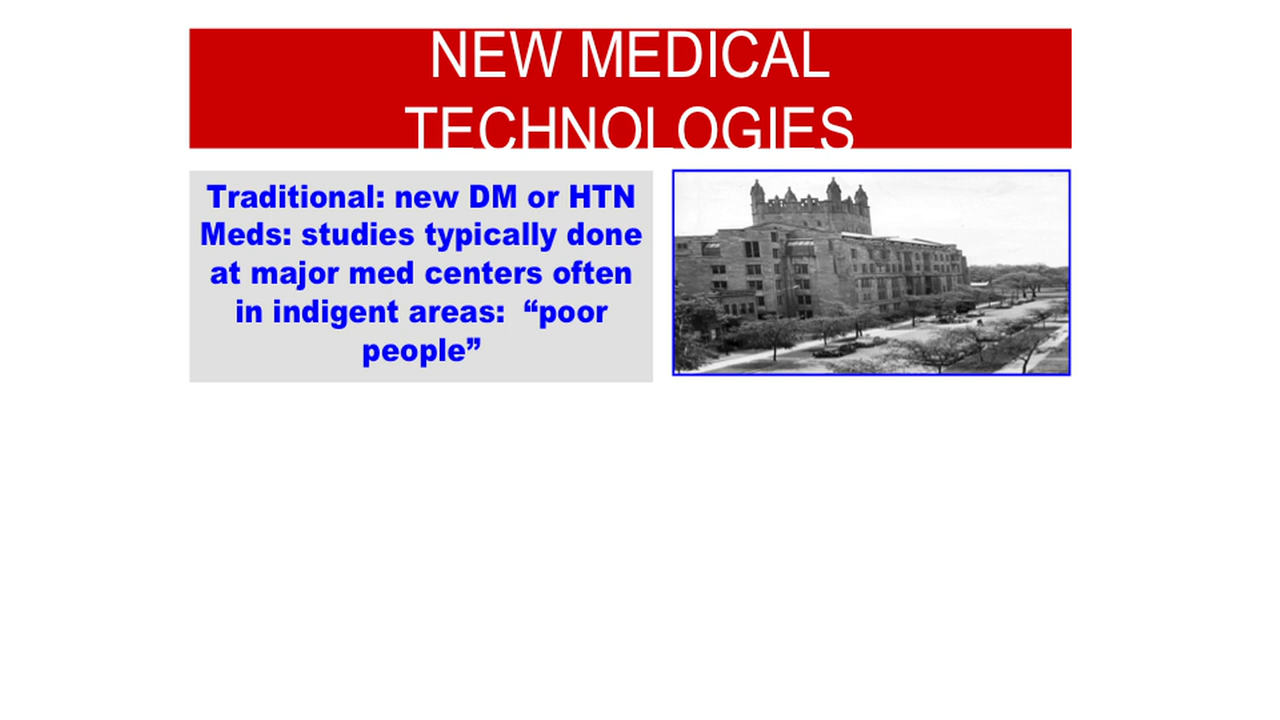 NEW MEDICAL
TECHNOLOGIES
Traditional: new DM or HTN
Meds: studies typically done
at major med centers often
in indigent areas:  “poor
people”